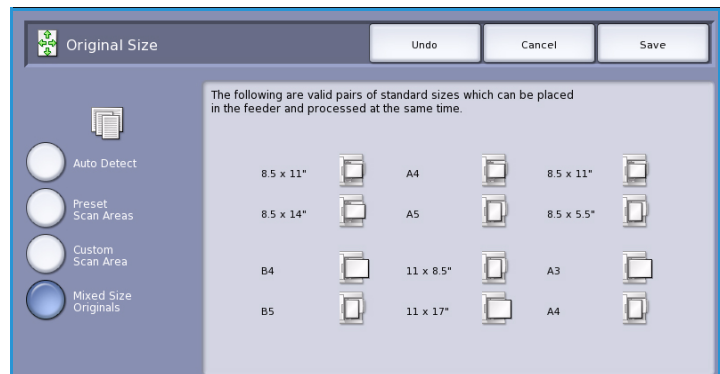 Original Size
Undo
Cancel
Save
The following are valid pairs of standard sizes which can be placed
in the feeder and processed at the same time.
Auto Detect
Preset
Scan Areas
Custom
Scan Area
Mixed Size
Originals
8.5 x 11" A4 8.5 x 11"
8.5 x 14" A5 8.5 x 5.5"
B4 11 x 8.5" A3
B5 11 x 17" A4